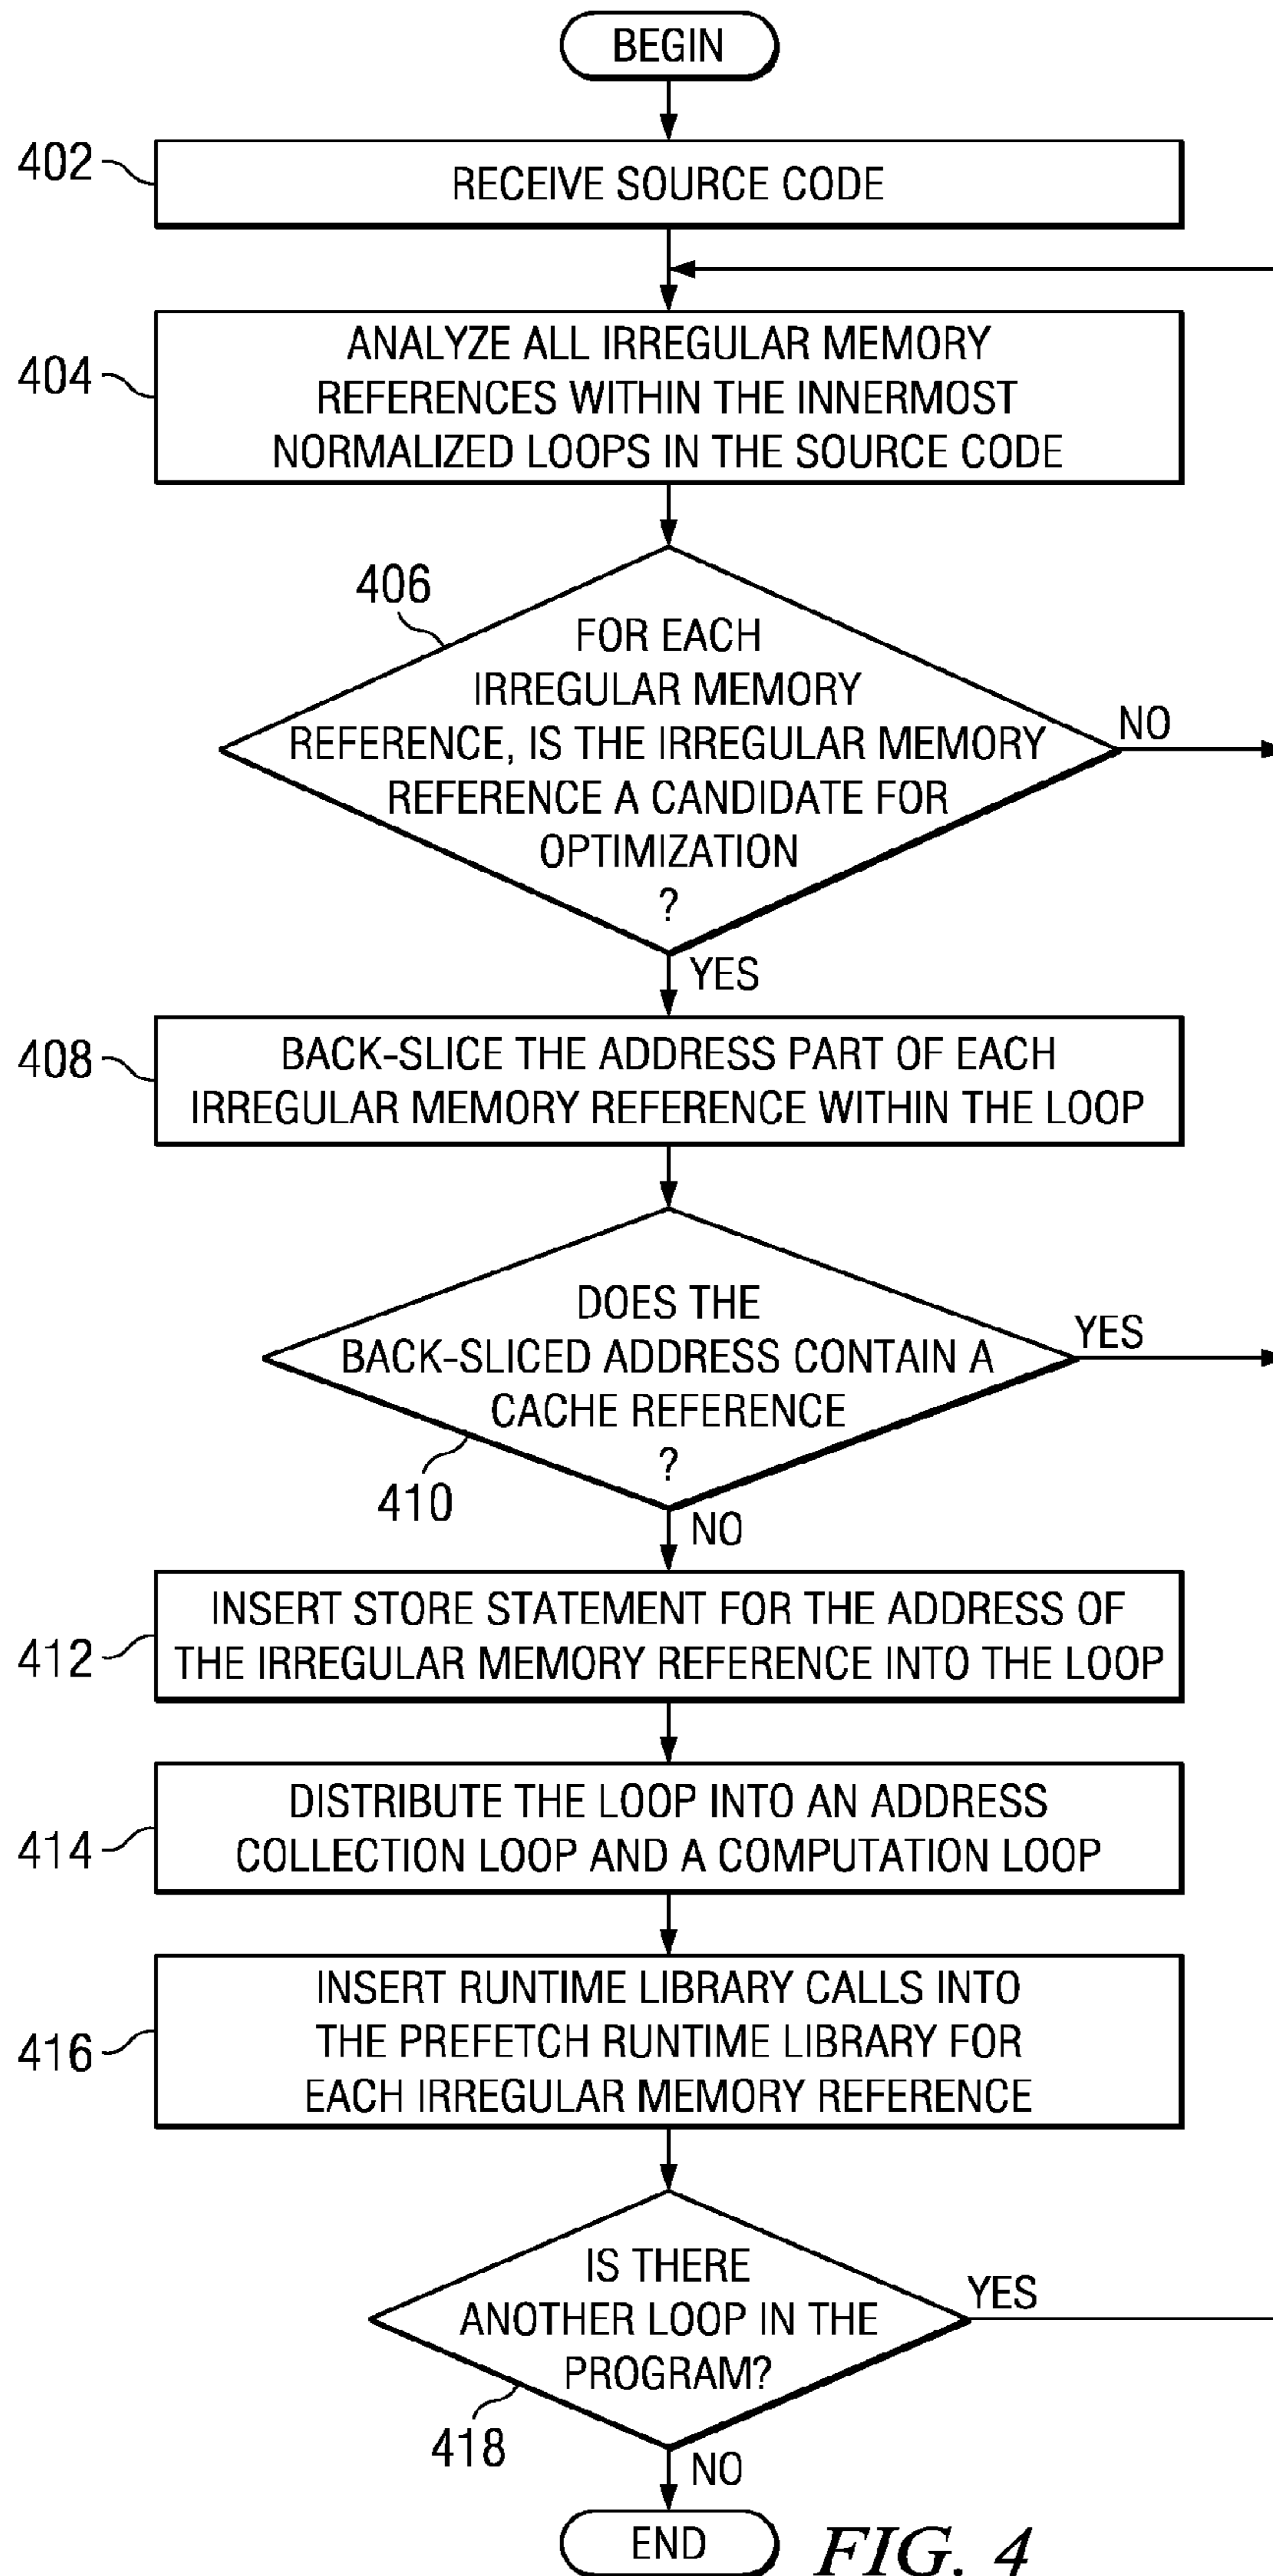 BEGIN
402
RECEIVE SOURCE CODE
404
ANALYZE ALL IRREGULAR MEMORY
REFERENCES WITHIN THE INNERMOST
NORMALIZED LOOPS IN THE SOURCE CODE
406
FOR EACH
IRREGULAR MEMORY
REFERENCE, IS THE IRREGULAR MEMORY
REFERENCE A CANDIDATE FOR
OPTIMIZATION
?
NO
YES
408
BACK-SLICE THE ADDRESS PART OF EACH
IRREGULAR MEMORY REFERENCE WITHIN THE LOOP
DOES THE
BACK-SLICED ADDRESS CONTAIN A
CACHE REFERENCE
?
YES
410
NO
412
INSERT STORE STATEMENT FOR THE ADDRESS OF
THE IRREGULAR MEMORY REFERENCE INTO THE LOOP
414
DISTRIBUTE THE LOOP INTO AN ADDRESS
COLLECTION LOOP AND A COMPUTATION LOOP
416
INSERT RUNTIME LIBRARY CALLS INTO
THE PREFETCH RUNTIME LIBRARY FOR
EACH IRREGULAR MEMORY REFERENCE
IS THERE
ANOTHER LOOP IN THE
PROGRAM?
YES
418
NO
END
FIG. 4